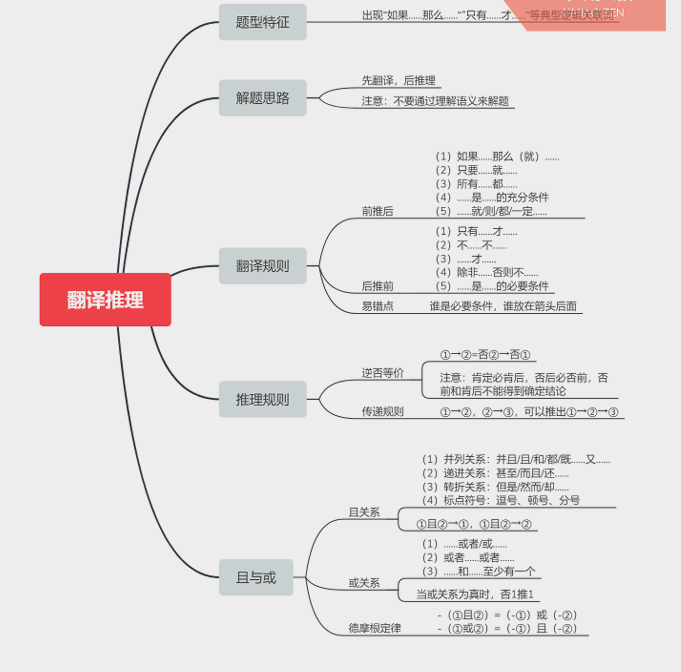 题型特征
出现“如果……那么……”“只有……才……”等典型逻辑关联词
解题思路
先翻译，后推理
注意：不要通过理解语义来解题
翻译推理
翻译规则
前推后
（1）如果……那么（就）……
（2）只要……就……
（3）所有……都……
（4）……是……的充分条件
（5）……就/则/都/一定……
后推前
（1）只有……才……
（2）不……不……
（3）……才……
（4）除非……否则不……
（5）……是……的必要条件
易错点
谁是必要条件，谁放在箭头后面
推理规则
逆否等价
①→②=否②→否①
注意：肯定必肯后，否后必否前，否
前和肯后不能得到确定结论
传递规则
①→②，②→③，可以推出①→②→③
且与或
且关系
（1）并列关系：并且/且/和/都/既……又……
（2）递进关系：甚至/而且/还……
（3）转折关系：但是/然而/却……
（4）标点符号：逗号、顿号、分号
①且②→①，①且②→②
或关系
（1）……或者/或……
（2）或者……或者……
（3）……和……至少有一个
当或关系为真时，否1推1
德摩根定律
-（①且②）=（-①）或（-②）
-（①或②）=（-①）且（-②）